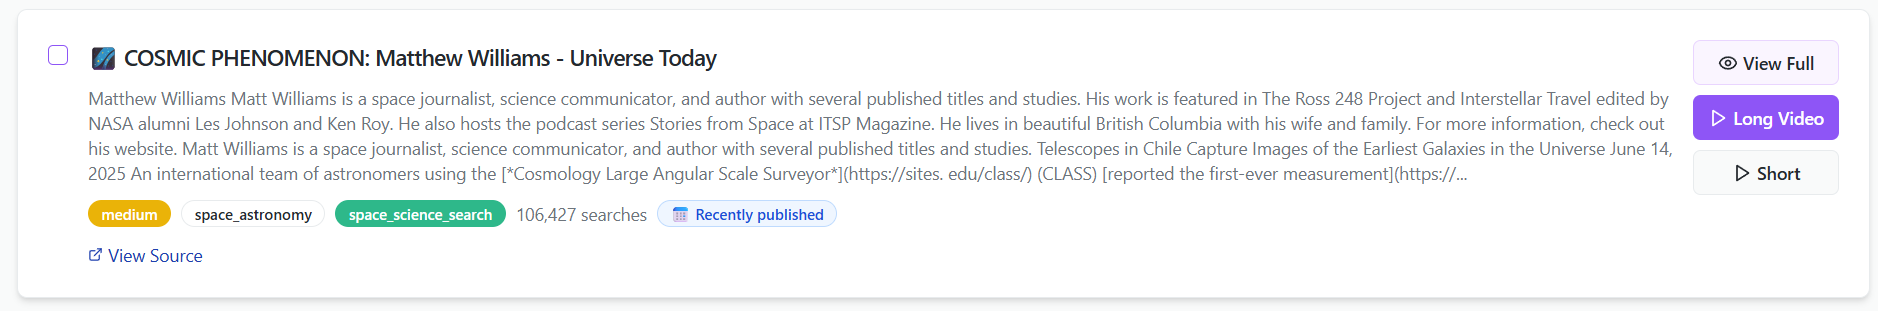 COSMIC PHENOMENON: Matthew Williams - Universe Today
View Full
Matthew Williams Matt Williams is a space journalist, science communicator, and author with several published titles and studies. His work is featured in The Ross 248 Project and Interstellar Travel edited by
NASA alumni Les Johnson and Ken Roy. He also hosts the podcast series Stories from Space at ITSP Magazine. He lives in beautiful British Columbia with his wife and family. For more information, check out
Long Video
his website. Matt Williams is a space journalist, science communicator, and author with several published titles and studies. Telescopes in Chile Capture Images of the Earliest Galaxies in the Universe June 14,
2025 An international team of astronomers using the [*Cosmology Large Angular Scale Surveyor*](https://sites. edu/class/) (CLASS) [reported the first-ever measurement](https://...
Short
medium space_astronomy space_science_search 106,427 searches Recently published
View Source